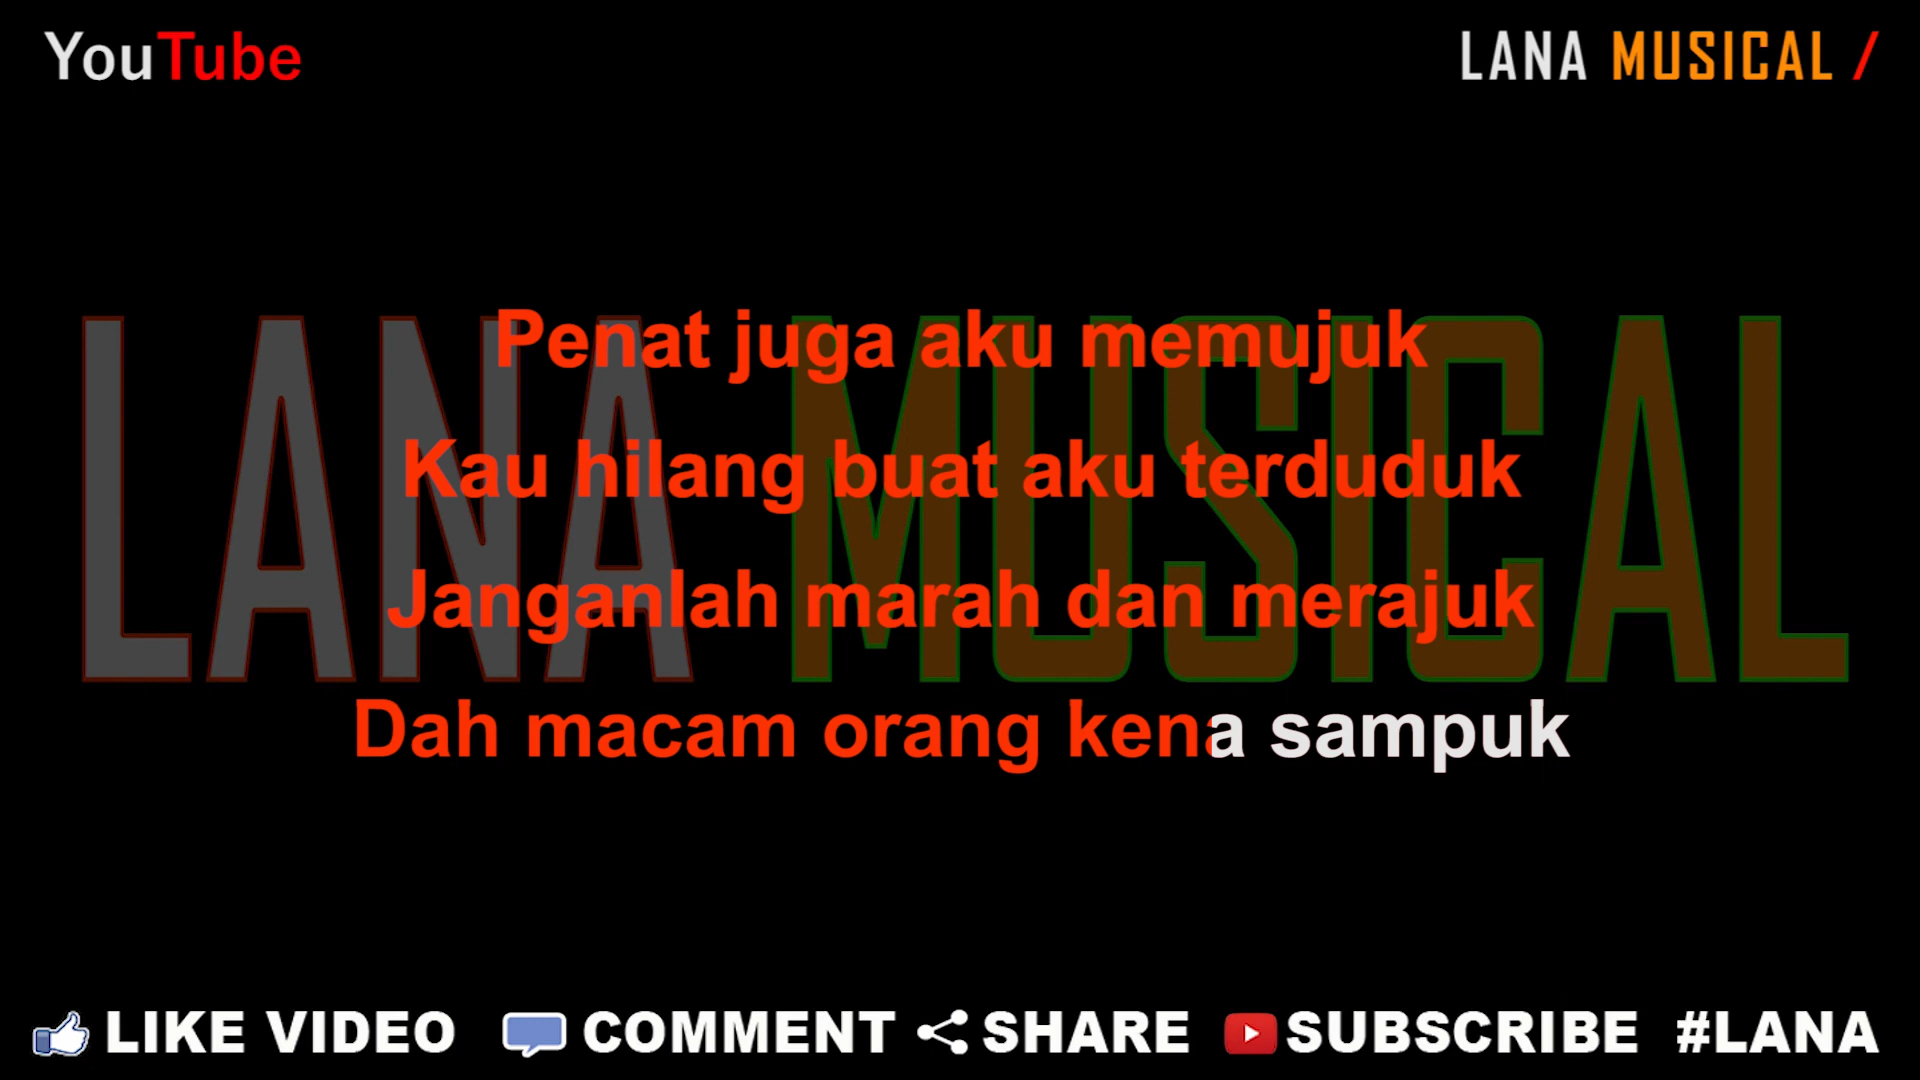 YouTube
LANA MUSICAL /
LANA MUSICAL
Penat juga aku memujuk
Kau hilang buat aku terduduk
Janganlah marah dan merajuk
Dah macam orang kena sampuk
LIKE VIDEO COMMENT SHARE SUBSCRIBE #LANA